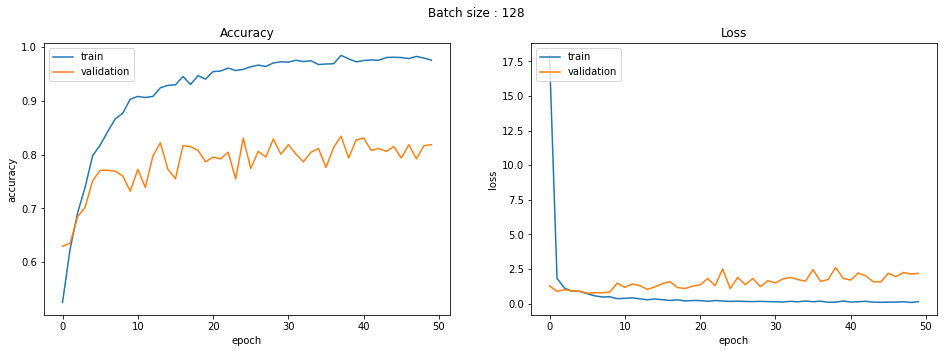 Batch size : 128
Accuracy
train
validation
1.0
0.9
0.8
0.7
0.6
accuracy
0
10
20
30
40
50
epoch
Loss
train
validation
17.5
15.0
12.5
10.0
7.5
5.0
2.5
0.0
loss
0
10
20
30
40
50
epoch